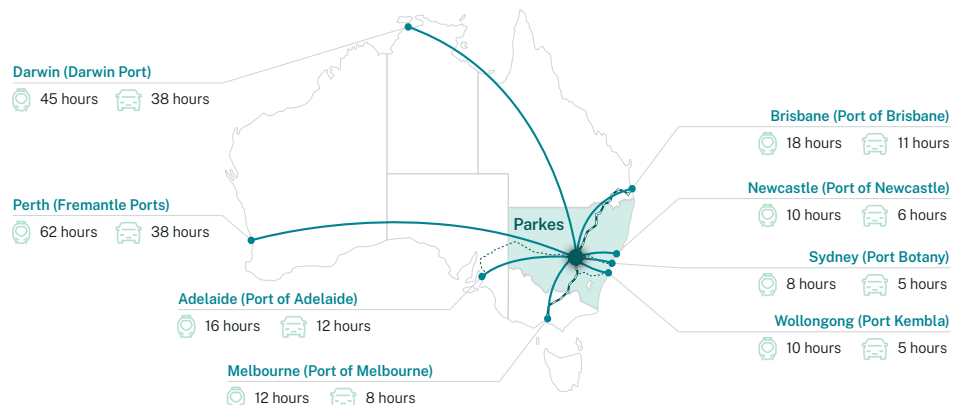 Darwin (Darwin Port)
45 hours 38 hours
Brisbane (Port of Brisbane)
18 hours 11 hours
Newcastle (Port of Newcastle)
10 hours 6 hours
Perth (Fremantle Ports)
62 hours 38 hours
Parkes
Sydney (Port Botany)
8 hours 5 hours
Adelaide (Port of Adelaide)
16 hours 12 hours
Wollongong (Port Kembla)
10 hours 5 hours
Melbourne (Port of Melbourne)
12 hours 8 hours